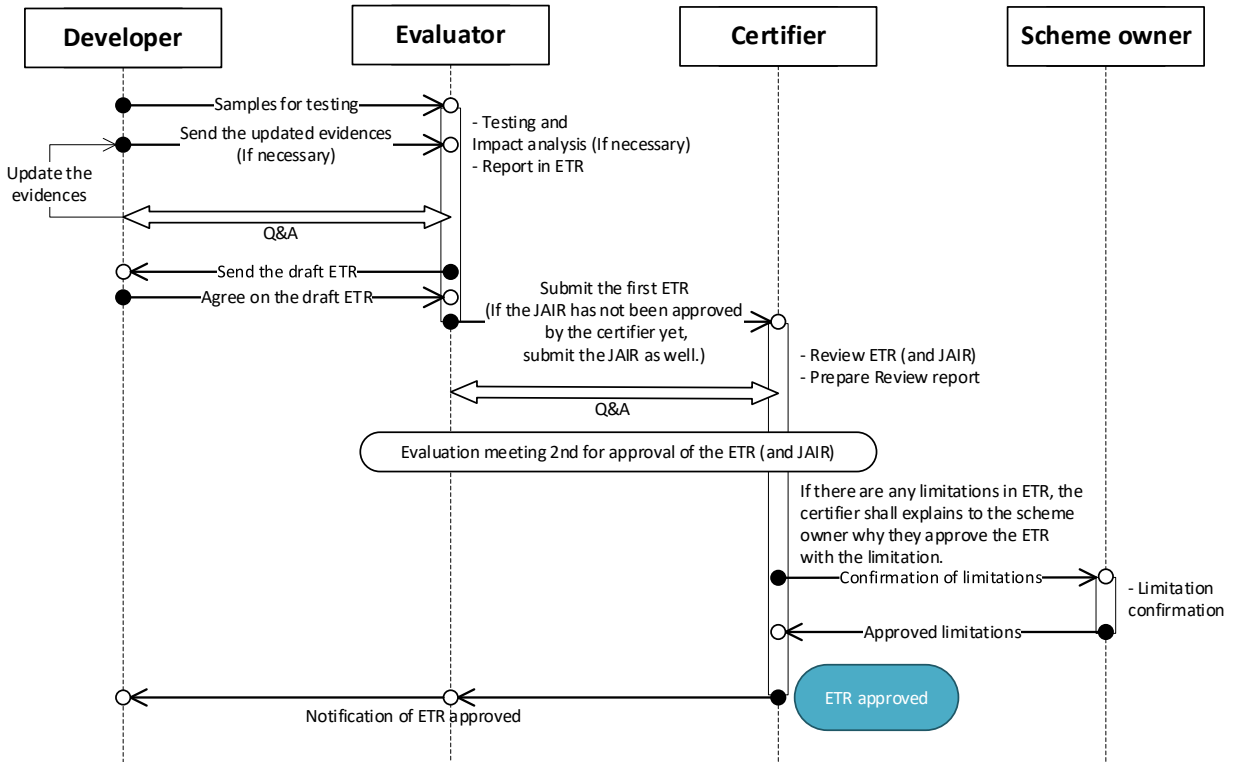 Developer
Evaluator
Certifier
Scheme owner
Samples for testing
Send the updated evidences
(If necessary)
- Testing and
Impact analysis (If necessary)
- Report in ETR
Update the
evidences
Q&A
Send the draft ETR
Agree on the draft ETR
Submit the first ETR
(If the JAIR has not been approved
by the certifier yet,
submit the JAIR as well.)
- Review ETR (and JAIR)
- Prepare Review report
Q&A
Evaluation meeting 2nd for approval of the ETR (and JAIR)
If there are any limitations in ETR, the
certifier shall explains to the scheme
owner why they approve the ETR
with the limitation.
Confirmation of limitations
- Limitation
confirmation
Approved limitations
ETR approved
Notification of ETR approved